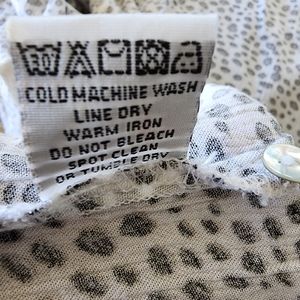 COLD MACHINE WASH
LINE DRY
WARM IRON
DO NOT BLEACH
SPOT CLEAN
OR TUMBLE DRY